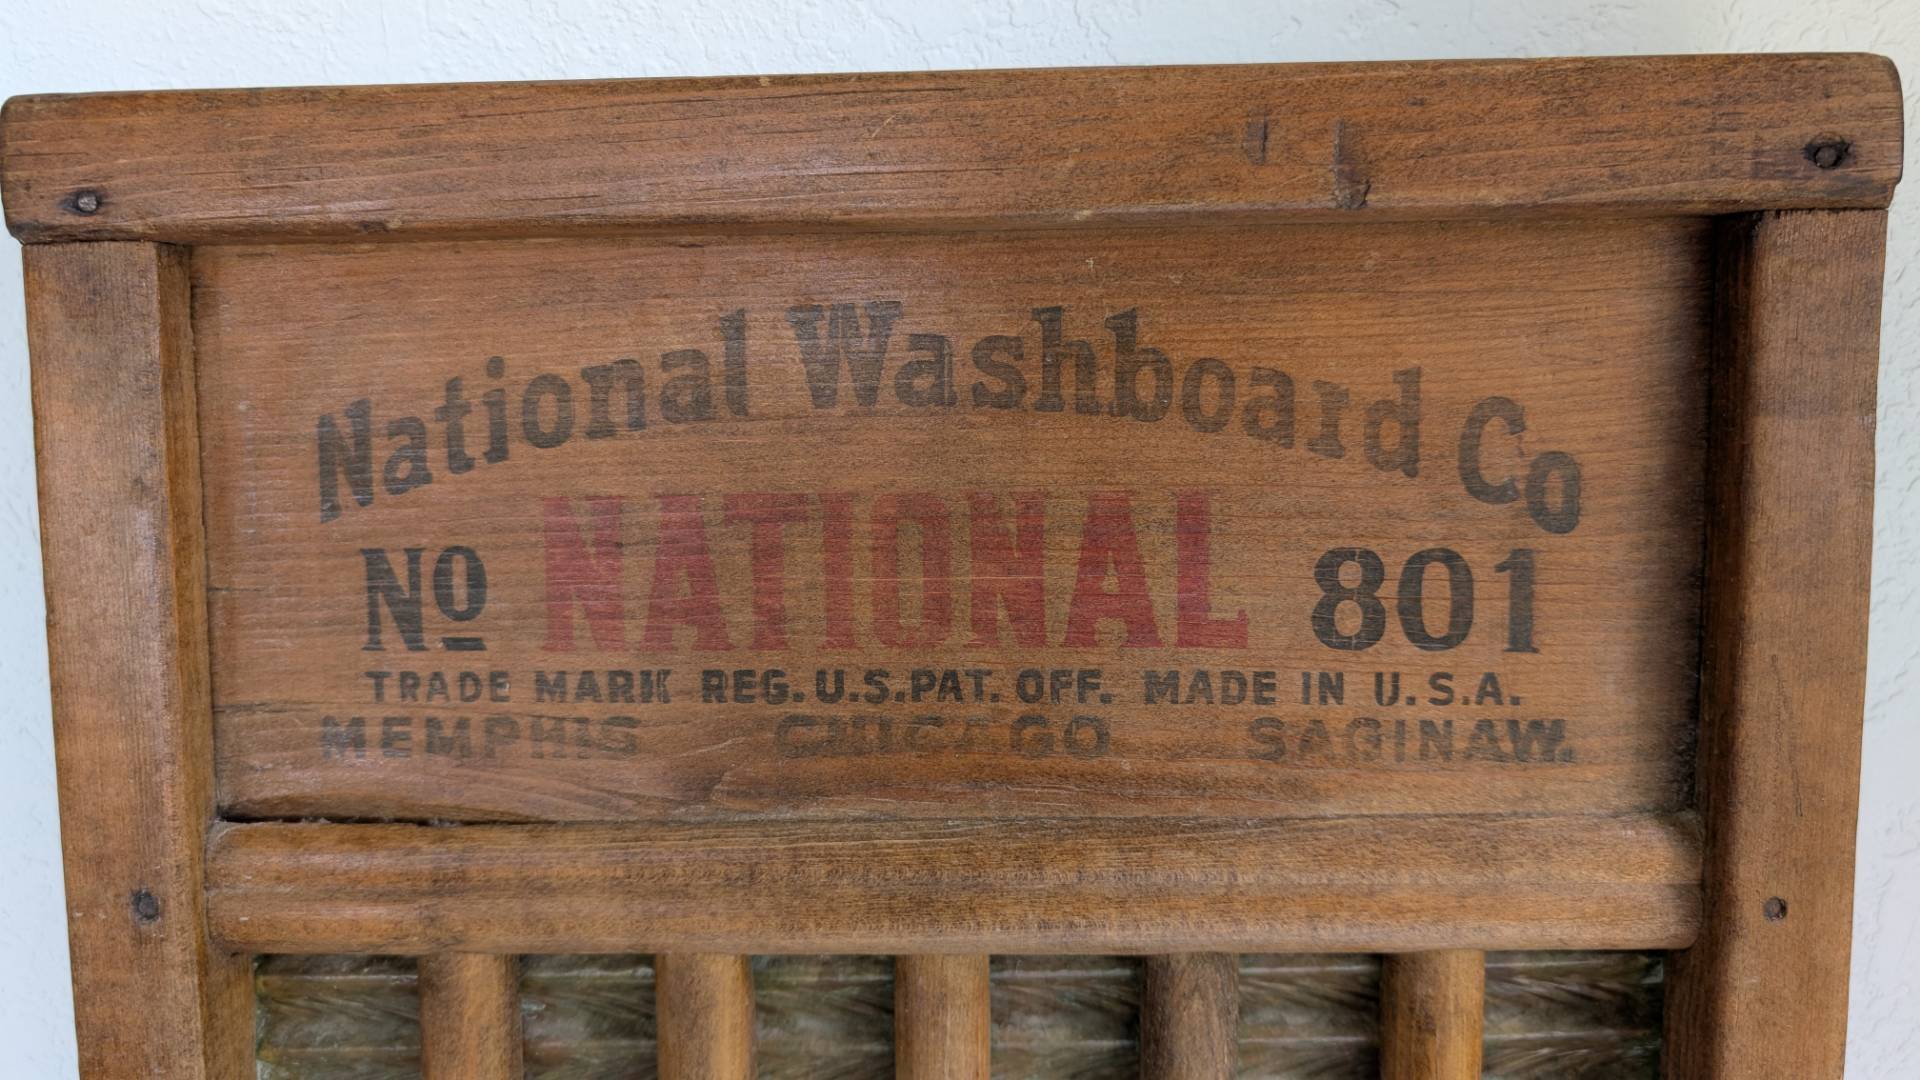 National Washboard Co
No NATIONAL 801
TRADE MARK REG. U.S. PAT. OFF. MADE IN U.S.A.
MEMPHIS CHICAGO SAGINAW.